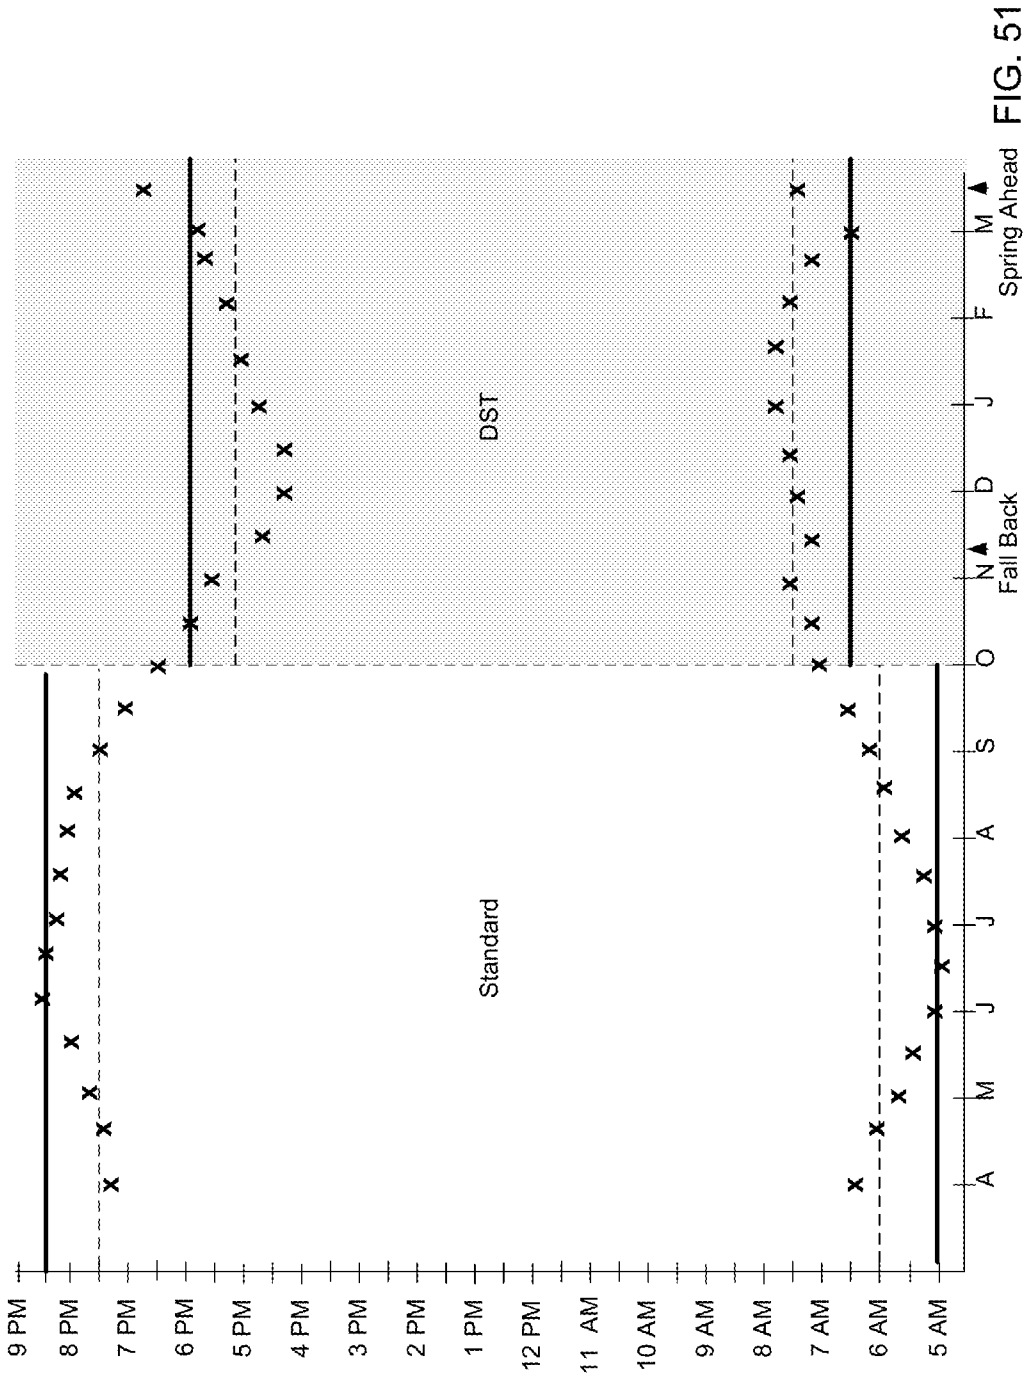 9 PM
8 PM
7 PM
6 PM
5 PM
4 PM
3 PM
2 PM
1 PM
12 PM
11 AM
10 AM
9 AM
8 AM
7 AM
6 AM
5 AM
Standard
DST
A
M
J
J
A
S
O
N
D
J
F
M
Fall Back
Spring Ahead
FIG. 51